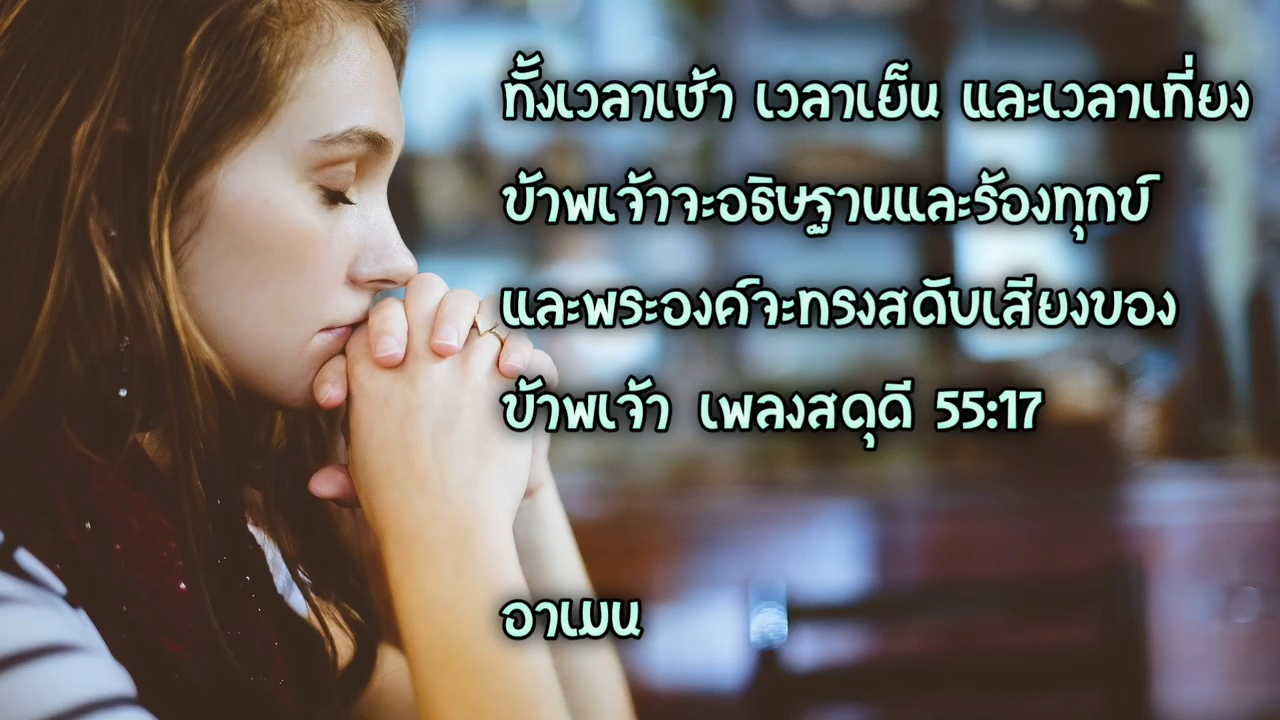 ทั้งเวลาเช้า เวลาเย็น และเวลาเที่ยง
ข้าพเจ้าจะอธิษฐานและร้องทุกข์
และพระองค์จะทรงสดับเสียงของ
ข้าพเจ้า เพลงสดุดี 55:17
อาเมน